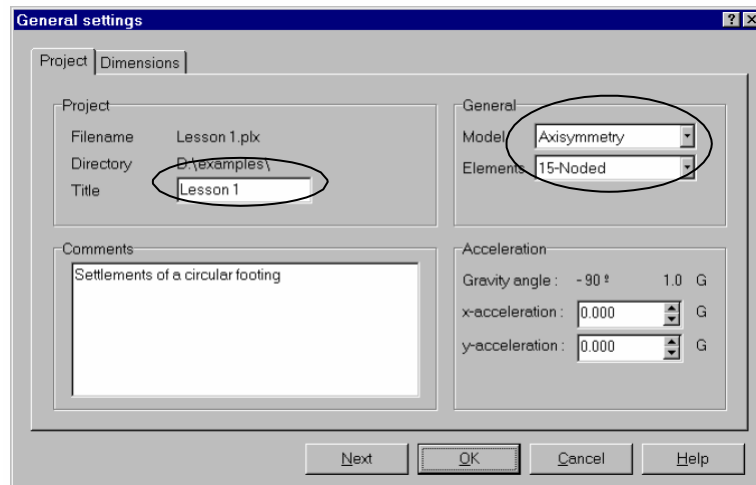 General settings
Project Dimensions
Project
Filename Lesson 1.plx
Directory D:\examples\
Title Lesson 1
General
Model Axisymmetry
Elements 15-Noded
Comments
Settlements of a circular footing
Acceleration
Gravity angle : - 90 º 1.0 G
x-acceleration : 0.000 G
y-acceleration : 0.000 G
Next OK Cancel Help